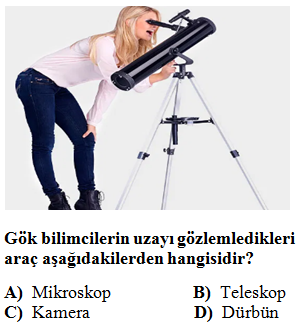 Gök bilimcilerin uzayı gözlemledikleri
araç aşağıdakilerden hangisidir?
A) Mikroskop B) Teleskop
C) Kamera D) Dürbün